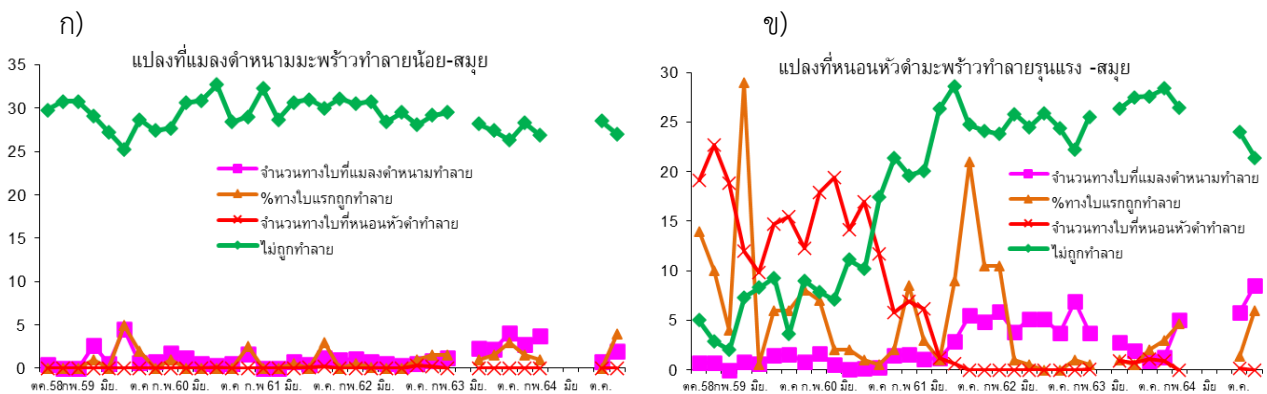 ก)
แปลงที่แมลงดำหนามมะพร้าวทำลายน้อย-สมุย
35
30
25
20
15
10
5
0
จำนวนทางใบที่แมลงดำหนามทำลาย
%ทางใบแรกถูกทำลาย
จำนวนทางใบที่หนอนหัวดำทำลาย
ไม่ถูกทำลาย
ต.ค.58 กพ.59 มิย. ต.ค ก.พ.60 มิย. ต.ค ก.พ 61 มิย. ต.ค กพ.62 มิย. ต.ค กพ.63 มิย. ต.ค. กพ.64 มิย ต.ค.
ข)
แปลงที่หนอนหัวดำมะพร้าวทำลายรุนแรง -สมุย
30
25
20
15
10
5
0
จำนวนทางใบที่แมลงดำหนามทำลาย
%ทางใบแรกถูกทำลาย
จำนวนทางใบที่หนอนหัวดำทำลาย
ไม่ถูกทำลาย
ต.ค.58 กพ.59 มิย. ต.ค ก.พ.60 มิย. ต.ค ก.พ 61 มิย. ต.ค กพ.62 มิย. ต.ค กพ.63 มิย. ต.ค. กพ.64 มิย ต.ค.